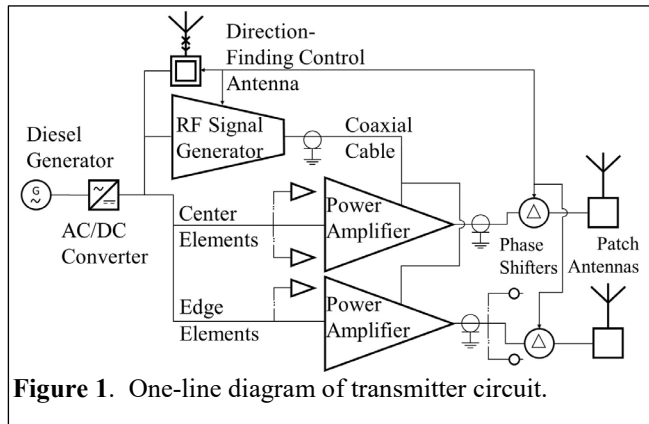 Direction-
Finding Control
Antenna
RF Signal
Generator
Coaxial
Cable
Diesel
Generator
G
AC/DC
Converter
Center
Elements
Power
Amplifier
Phase
Shifters
Patch
Antennas
Edge
Elements
Power
Amplifier
Figure 1. One-line diagram of transmitter circuit.